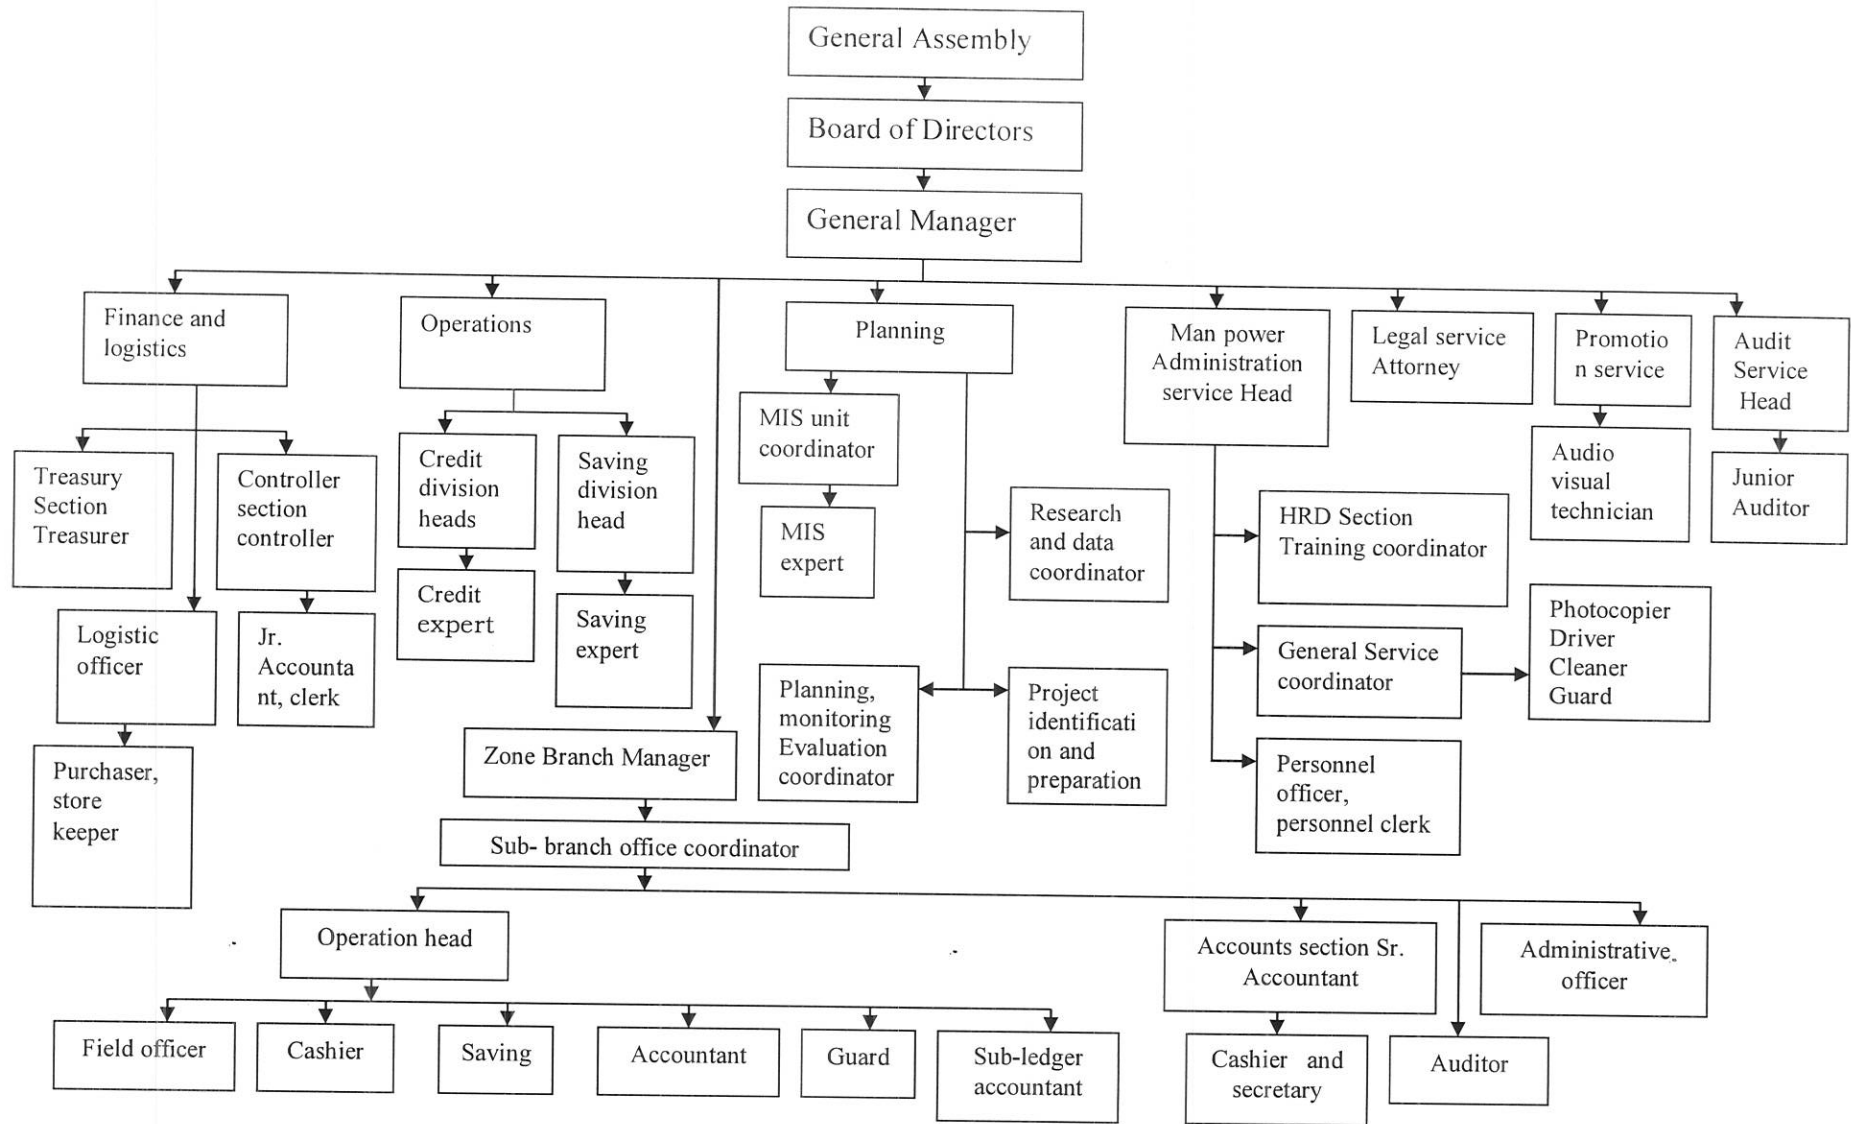 General Assembly
Board of Directors
General Manager
Finance and
logistics
Operations
Planning
Man power
Administration
service Head
Legal service
Attorney
Promotio
n service
Audit
Service
Head
Treasury
Section
Treasurer
Controller
section
controller
Credit
division
heads
Saving
division
head
MIS unit
coordinator
Audio
visual
technician
Junior
Auditor
MIS
expert
Research
and data
coordinator
HRD Section
Training coordinator
Logistic
officer
Jr.
Accounta
nt, clerk
Credit
expert
Saving
expert
General Service
coordinator
Photocopier
Driver
Cleaner
Guard
Planning,
monitoring
Evaluation
coordinator
Project
identificati
on and
preparation
Purchaser,
store
keeper
Zone Branch Manager
Personnel
officer,
personnel clerk
Sub- branch office coordinator
Operation head
Accounts section Sr.
Accountant
Administrative
officer
Field officer
Cashier
Saving
Accountant
Guard
Sub-ledger
accountant
Cashier and
secretary
Auditor